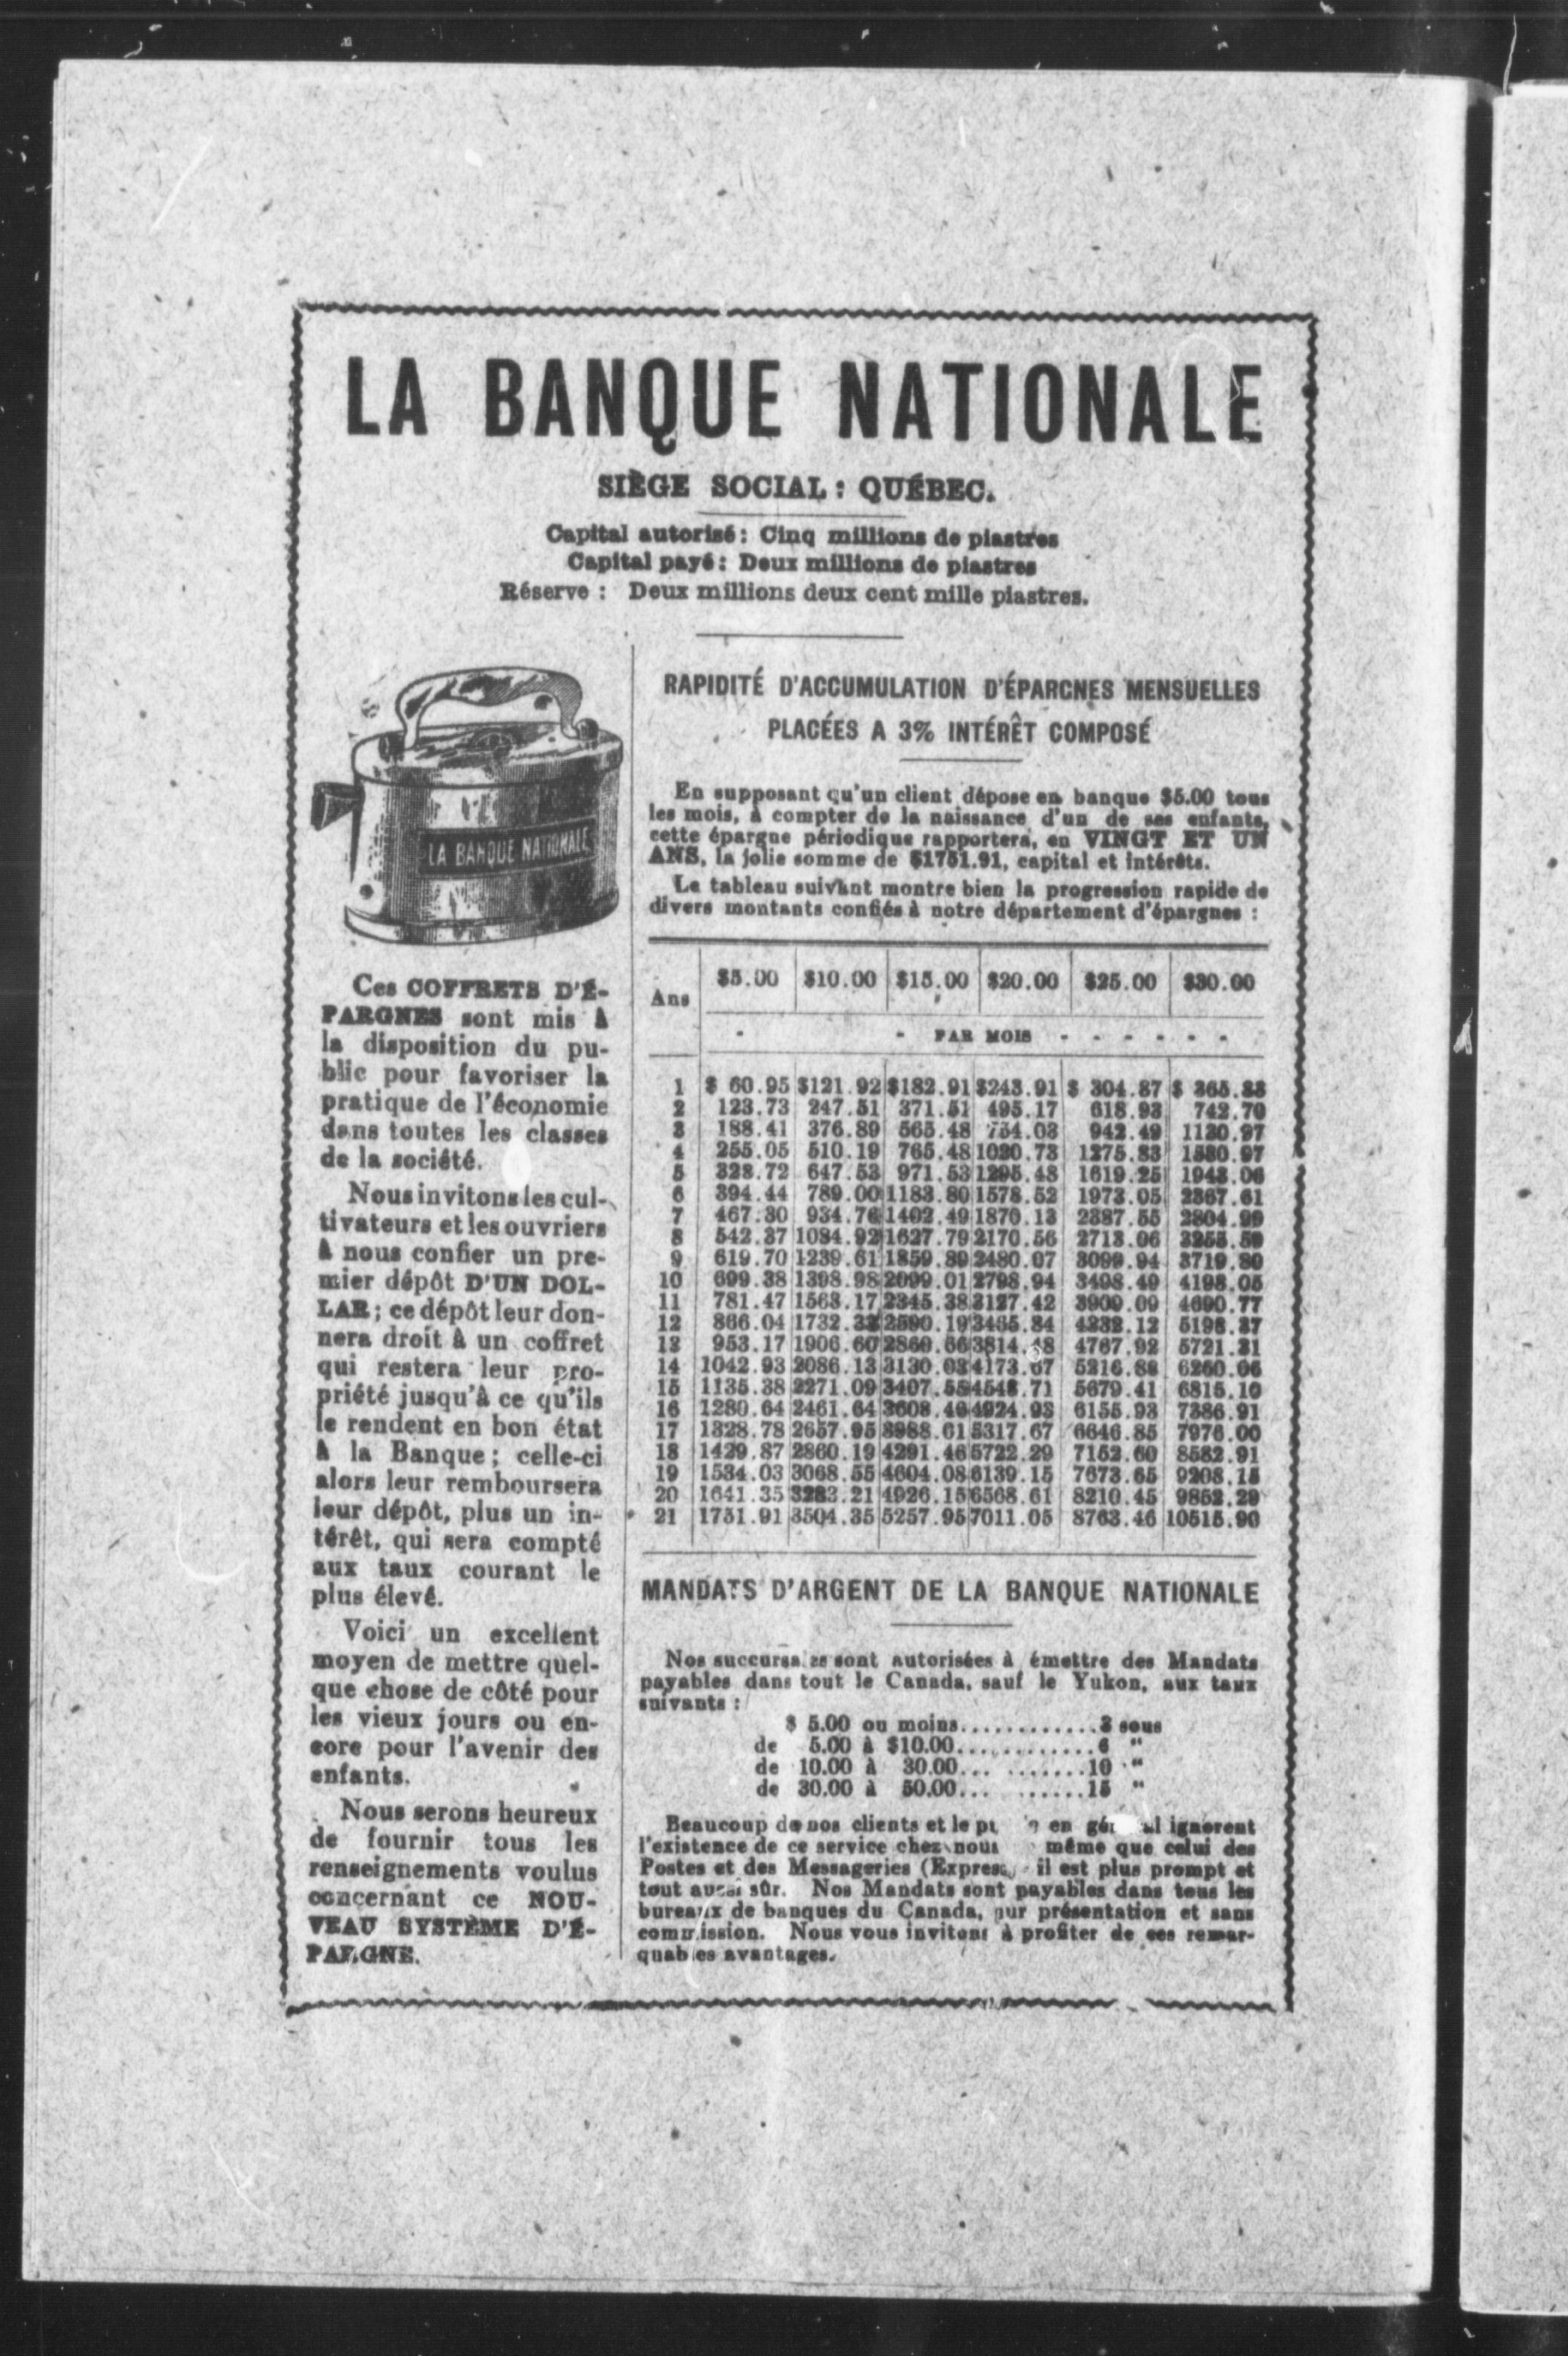 LA BANQUE NATIONALE
SIÈGE SOCIAL : QUÉBEC.
Capital autorisé : Cinq millions de piastres
Capital payé : Deux millions de piastres
Réserve : Deux millions deux cent mille piastres.
LA BANQUE NATIONALE
Ces COFFRETS D'É-
PARGNES sont mis à
la disposition du pu-
blic pour favoriser la
pratique de l'économie
dans toutes les classes
de la société.
Nous invitons les cul-
tivateurs et les ouvriers
à nous confier un pre-
mier dépôt D'UN DOL-
LAR ; ce dépôt leur don-
nera droit à un coffret
qui restera leur pro-
priété jusqu'à ce qu'ils
le rendent en bon état
à la Banque ; celle-ci
alors leur remboursera
leur dépôt, plus un in-
térêt, qui sera compté
aux taux courant le
plus élevé.
Voici un excellent
moyen de mettre quel-
que chose de côté pour
les vieux jours ou en-
core pour l'avenir des
enfants.
Nous serons heureux
de fournir tous les
renseignements voulus
concernant ce NOU-
VEAU SYSTÈME D'É-
PARGNE.
RAPIDITÉ D'ACCUMULATION D'ÉPARGNES MENSUELLES
PLACÉES A 3% INTÉRÊT COMPOSÉ
En supposant qu'un client dépose en banque $5.00 tous
les mois, à compter de la naissance d'un de ses enfants,
cette épargne périodique rapportera, en VINGT ET UN
ANS, la jolie somme de $1751.91, capital et intérêts.
Le tableau suivant montre bien la progression rapide de
divers montants confiés à notre département d'épargnes :
Ans $5.00 $10.00 $15.00 $20.00 $25.00 $30.00
- - PAR MOIS - - - - - -
1 $ 60.95 $121.92 $182.91 $243.91 $ 304.87 $ 365.83
2 123.73 247.51 371.51 495.17 618.93 742.70
3 188.41 376.89 565.48 754.03 942.49 1130.97
4 255.05 510.19 765.48 1020.73 1275.83 1530.97
5 323.72 647.53 971.53 1295.43 1619.25 1943.06
6 394.44 789.00 1183.80 1578.52 1973.05 2367.61
7 467.30 934.76 1402.49 1870.13 2387.55 2804.99
8 542.37 1084.92 1627.79 2170.56 2713.06 3255.59
9 619.70 1239.61 1859.89 2480.07 3099.94 3719.80
10 699.38 1398.98 2099.01 2798.94 3498.49 4198.05
11 781.47 1563.17 2345.38 3127.42 3909.09 4690.77
12 866.04 1732.33 2590.19 3465.84 4332.12 5198.37
13 953.17 1906.60 2860.66 3814. 8 4767.92 5721.31
14 1042.93 2086.13 3130.03 4173.67 5216.88 6260.06
15 1135.38 2271.09 3407.55 4543.71 5679.41 6815.10
16 1280.64 2461.64 3608.46 4924.93 6155.93 7386.91
17 1328.78 2657.95 3988.61 5317.67 6646.85 7976.00
18 1429.87 2860.19 4291.46 5722.29 7152.60 8582.91
19 1534.03 3068.55 4604.08 6139.15 7673.65 9208.15
20 1641.35 3283.21 4926.15 6568.61 8210.45 9852.29
21 1751.91 3504.35 5257.95 7011.05 8763.46 10515.90
MANDATS D'ARGENT DE LA BANQUE NATIONALE
Nos succursales sont autorisées à émettre des Mandats
payables dans tout le Canada, sauf le Yukon, aux taux
suivants :
$ 5.00 ou moins............3 sous
de 5.00 à $10.00............6 "
de 10.00 à 30.00... .......10 "
de 30.00 à 50.00... ......15 "
Beaucoup de nos clients et le en général ignorent
l'existence de ce service chez nous même que celui des
Postes et des Messageries (Express) il est plus prompt et
tout aussi sûr. Nos Mandats sont payables dans tous les
bureaux de banques du Canada, sur présentation et sans
commission. Nous vous invitons à profiter de ces remar-
quables avantages.